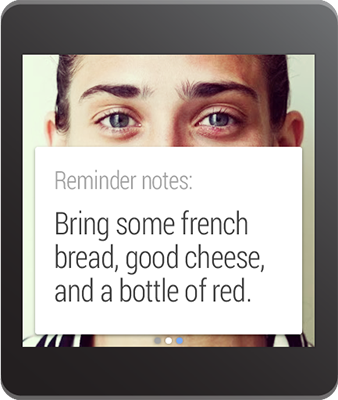 Reminder notes:
Bring some french
bread, good cheese,
and a bottle of red.